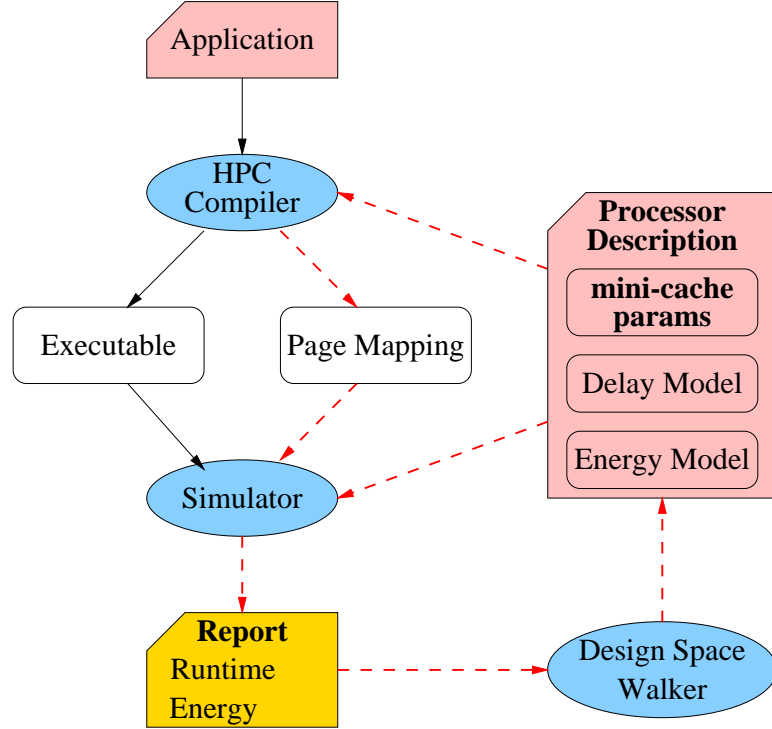 Application
HPC
Compiler
Processor
Description
mini-cache
params
Executable
Page Mapping
Delay Model
Energy Model
Simulator
Report
Runtime
Energy
Design Space
Walker